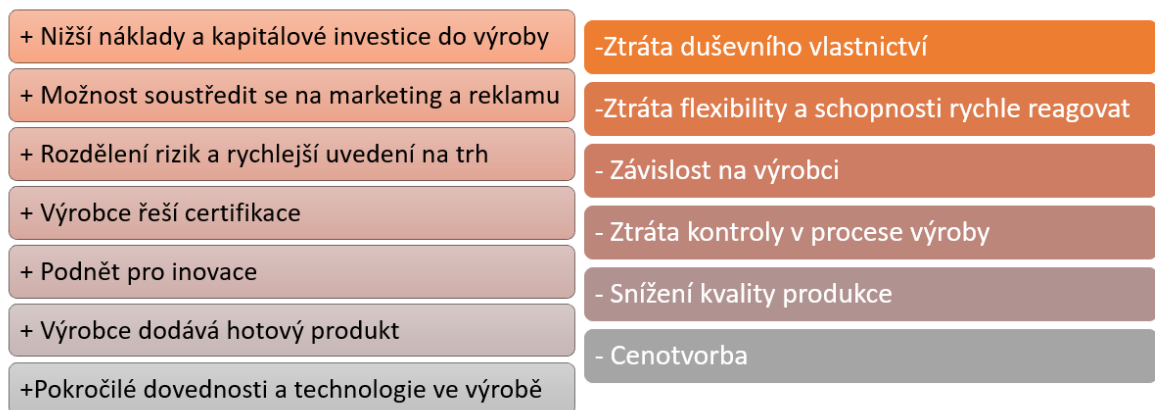 + Nižší náklady a kapitálové investice do výroby
+ Možnost soustředit se na marketing a reklamu
+ Rozdělení rizik a rychlejší uvedení na trh
+ Výrobce řeší certifikace
+ Podnět pro inovace
+ Výrobce dodává hotový produkt
+Pokročilé dovednosti a technologie ve výrobě
-Ztráta duševního vlastnictví
-Ztráta flexibility a schopnosti rychle reagovat
- Závislost na výrobci
- Ztráta kontroly v procese výroby
- Snížení kvality produkce
- Cenotvorba